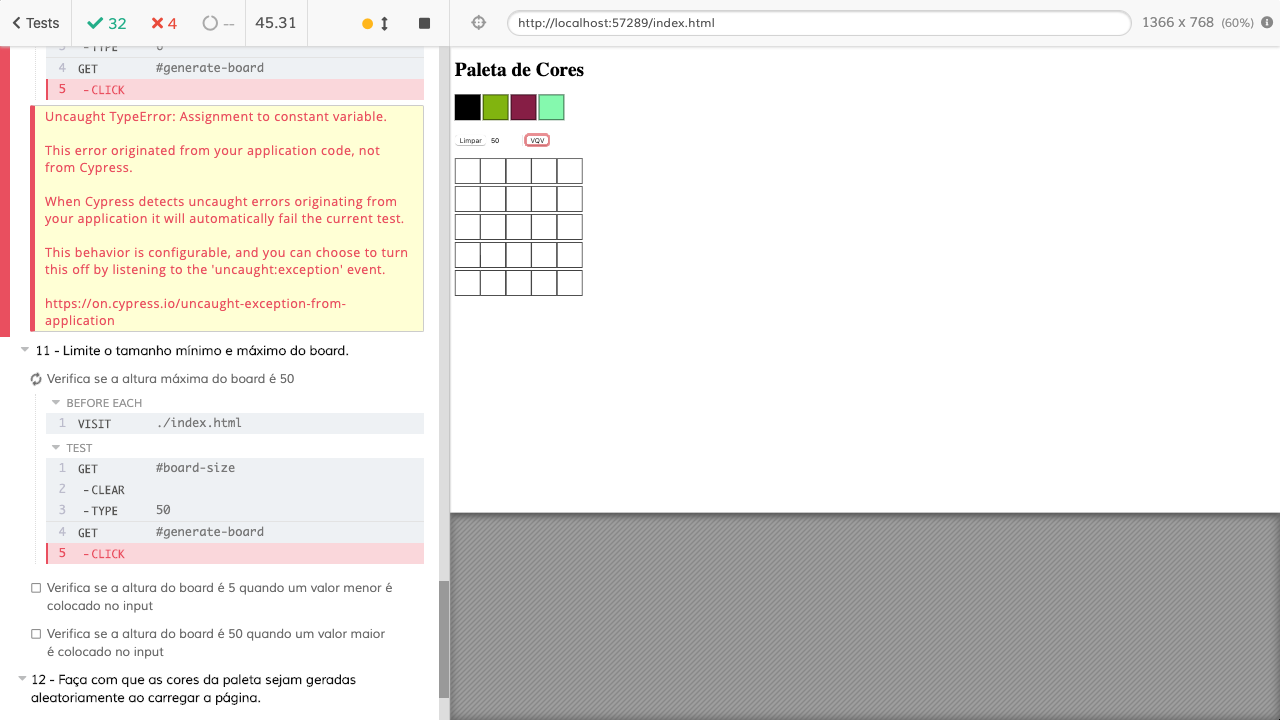 Tests 32 4 -- 45.31
http://localhost:57289/index.html 1366 x 768 (60%)
3 -TYPE 6
4 GET #generate-board
5 -CLICK
Uncaught TypeError: Assignment to constant variable.
This error originated from your application code, not
from Cypress.
When Cypress detects uncaught errors originating from
your application it will automatically fail the current test.
This behavior is configurable, and you can choose to turn
this off by listening to the 'uncaught:exception' event.
https://on.cypress.io/uncaught-exception-from-
application
11 - Limite o tamanho mínimo e máximo do board.
Verifica se a altura máxima do board é 50
BEFORE EACH
1 VISIT ./index.html
TEST
1 GET #board-size
2 -CLEAR
3 -TYPE 50
4 GET #generate-board
5 -CLICK
Verifica se a altura do board é 5 quando um valor menor é
colocado no input
Verifica se a altura do board é 50 quando um valor maior
é colocado no input
12 - Faça com que as cores da paleta sejam geradas
aleatoriamente ao carregar a página.
Paleta de Cores
Limpar 50 VQV